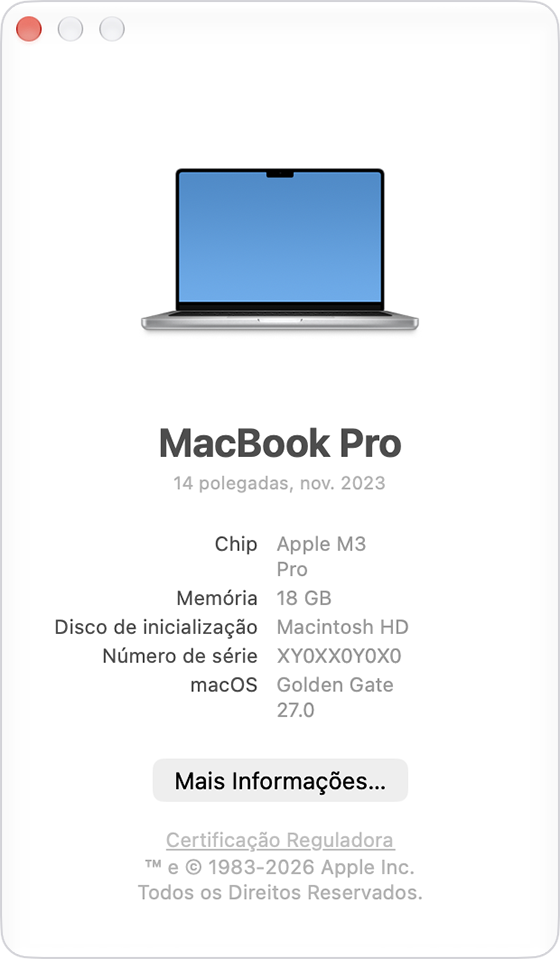 MacBook Pro
14 polegadas, nov. 2023
Chip Apple M3
Pro
Memória 18 GB
Disco de inicialização Macintosh HD
Número de série XY0XX0Y0X0
macOS Golden Gate
27.0
Mais Informações...
Certificação Reguladora
™ e © 1983-2026 Apple Inc.
Todos os Direitos Reservados.